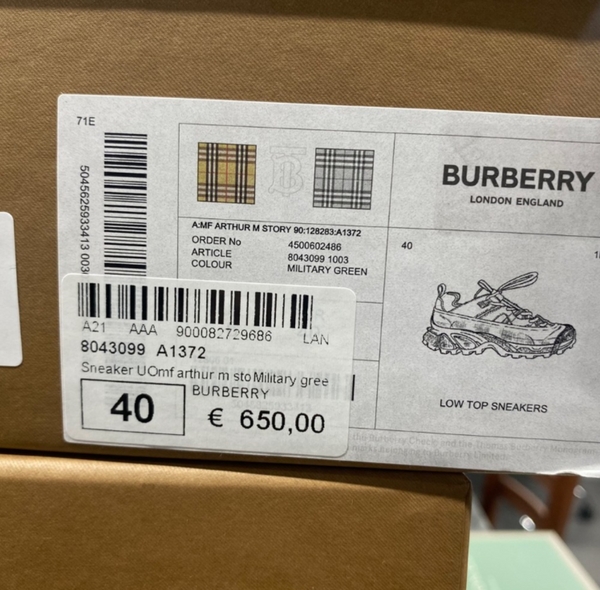 71E
5045625933413 003
BURBERRY
LONDON ENGLAND
A:MF ARTHUR M STORY 90:128283:A1372
ORDER No 4500602486
ARTICLE 8043099 1003
COLOUR MILITARY GREEN
40
LOW TOP SNEAKERS
A21 AAA 900082729686 LAN
8043099 A1372
Sneaker UOmf arthur m sto Military gree
BURBERRY
40
€ 650,00